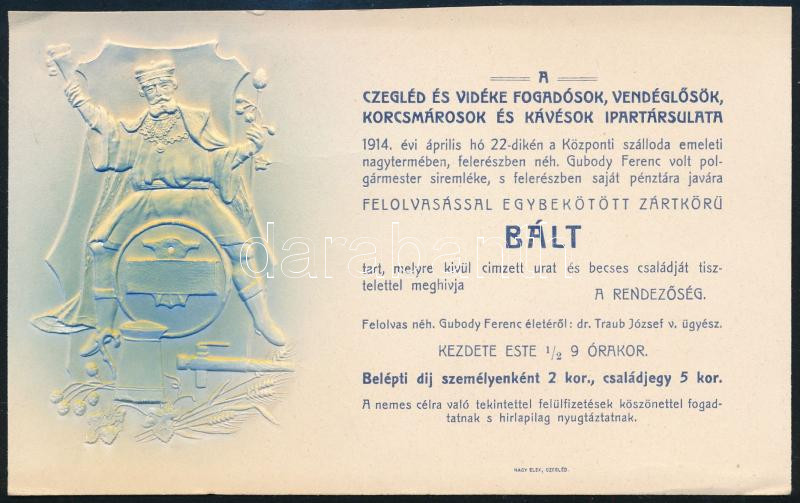 A
CZEGLÉD ÉS VIDÉKE FOGADÓSOK, VENDÉGLŐSÖK,
KORCSMÁROSOK ÉS KÁVÉSOK IPARTÁRSULATA
1914. évi április hó 22-dikén a Központi szálloda emeleti
nagytermében, felerészben néh. Gubody Ferenc volt pol-
gármester siremléke, s felerészben saját pénztára javára
FELOLVASÁSSAL EGYBEKÖTÖTT ZÁRTKÖRŰ
BÁLT
tart, melyre kivül cimzett urat és becses családját tisz-
telettel meghivja
A RENDEZŐSÉG.
Felolvas néh. Gubody Ferenc életéről: dr. Traub József v. ügyész.
KEZDETE ESTE 1/2 9 ÓRAKOR.
Belépti dij személyenként 2 kor., családjegy 5 kor.
A nemes célra való tekintettel felülfizetések köszönettel fogad-
tatnak s hirlapilag nyugtáztatnak.
NAGY ELEK, CZEGLÉD.
darabanth